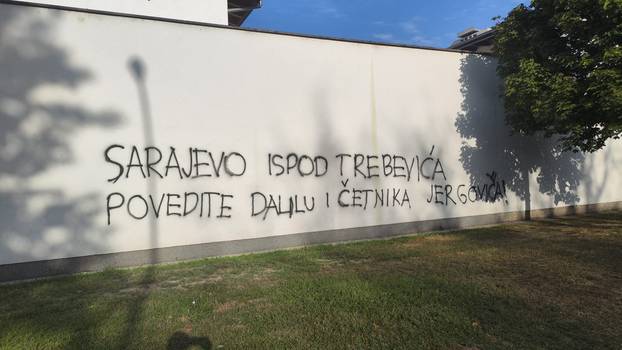 SARAJEVO ISPOD TREBEVIĆA
POVEDITE DALILU I ČETNIKA JERGOVIĆA!